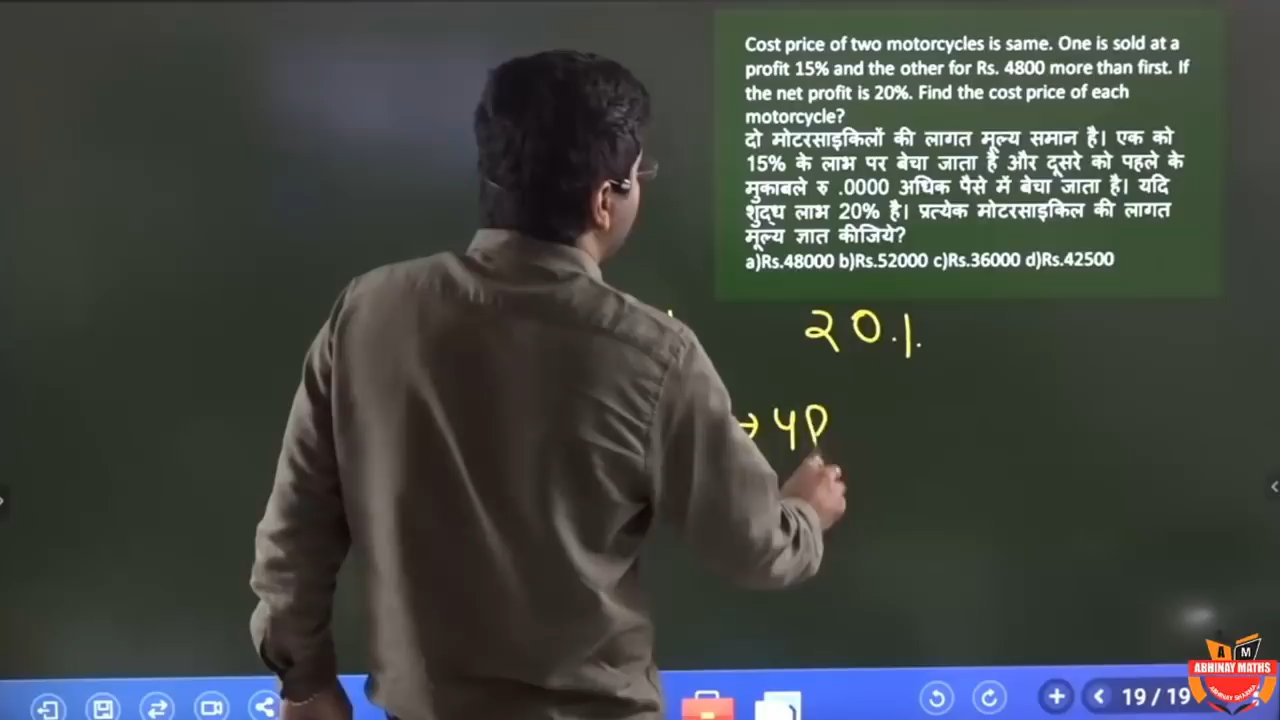 Cost price of two motorcycles is same. One is sold at a
profit 15% and the other for Rs. 4800 more than first. If
the net profit is 20%. Find the cost price of each
motorcycle?
दो मोटरसाइकिलों की लागत मूल्य समान है। एक को
15% के लाभ पर बेचा जाता है और दूसरे को पहले के
मुकाबले रु .0000 अधिक पैसे में बेचा जाता है। यदि
शुद्ध लाभ 20% है। प्रत्येक मोटरसाइकिल की लागत
मूल्य ज्ञात कीजिये?
a)Rs.48000 b)Rs.52000 c)Rs.36000 d)Rs.42500
20%
19 / 19
A M
ABHINAY MATHS
ABHINAY SHARMA